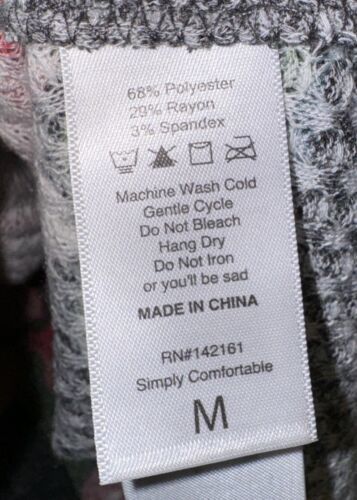 68% Polyester
29% Rayon
3% Spandex
Machine Wash Cold
Gentle Cycle
Do Not Bleach
Hang Dry
Do Not Iron
or you'll be sad
MADE IN CHINA
RN#142161
Simply Comfortable
M